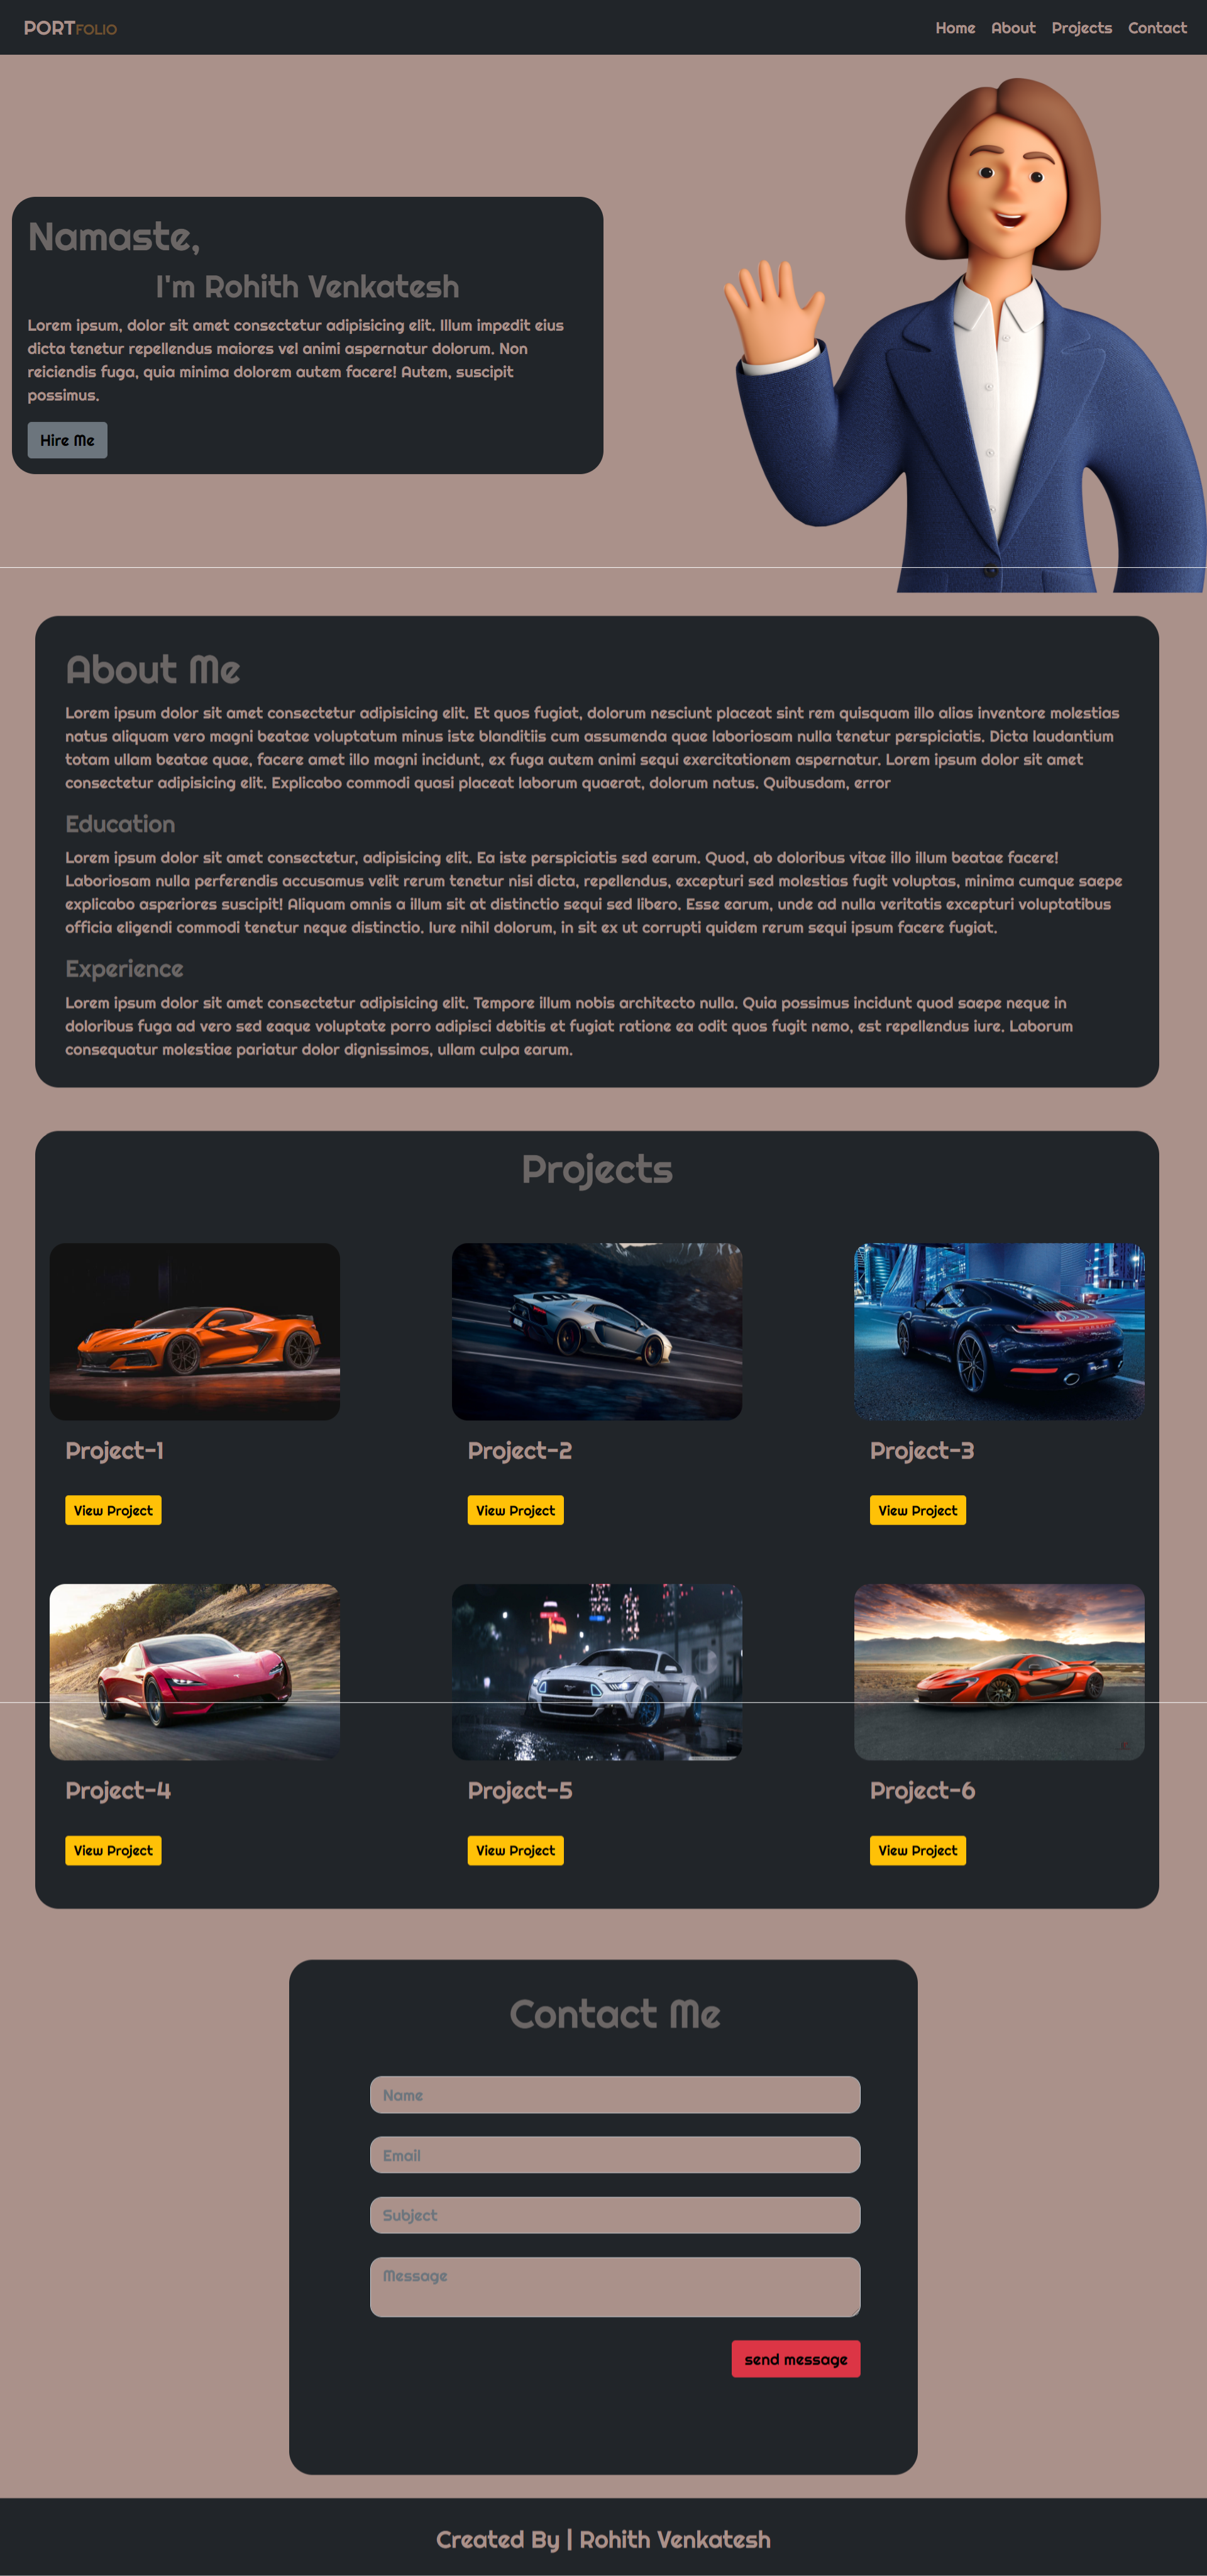 PORTFOLIO
Home About Projects Contact
Namaste,
I'm Rohith Venkatesh
Lorem ipsum, dolor sit amet consectetur adipisicing elit. Illum impedit eius
dicta tenetur repellendus maiores vel animi aspernatur dolorum. Non
reiciendis fuga, quia minima dolorem autem facere! Autem, suscipit
possimus.
Hire Me
About Me
Lorem ipsum dolor sit amet consectetur adipisicing elit. Et quos fugiat, dolorum nesciunt placeat sint rem quisquam illo alias inventore molestias
natus aliquam vero magni beatae voluptatum minus iste blanditiis cum assumenda quae laboriosam nulla tenetur perspiciatis. Dicta laudantium
totam ullam beatae quae, facere amet illo magni incidunt, ex fuga autem animi sequi exercitationem aspernatur. Lorem ipsum dolor sit amet
consectetur adipisicing elit. Explicabo commodi quasi placeat laborum quaerat, dolorum natus. Quibusdam, error
Education
Lorem ipsum dolor sit amet consectetur, adipisicing elit. Ea iste perspiciatis sed earum. Quod, ab doloribus vitae illo illum beatae facere!
Laboriosam nulla perferendis accusamus velit rerum tenetur nisi dicta, repellendus, excepturi sed molestias fugit voluptas, minima cumque saepe
explicabo asperiores suscipit! Aliquam omnis a illum sit at distinctio sequi sed libero. Esse earum, unde ad nulla veritatis excepturi voluptatibus
officia eligendi commodi tenetur neque distinctio. Iure nihil dolorum, in sit ex ut corrupti quidem rerum sequi ipsum facere fugiat.
Experience
Lorem ipsum dolor sit amet consectetur adipisicing elit. Tempore illum nobis architecto nulla. Quia possimus incidunt quod saepe neque in
doloribus fuga ad vero sed eaque voluptate porro adipisci debitis et fugiat ratione ea odit quos fugit nemo, est repellendus iure. Laborum
consequatur molestiae pariatur dolor dignissimos, ullam culpa earum.
Projects
Project-1
View Project
Project-2
View Project
Project-3
View Project
Project-4
View Project
Project-5
View Project
Project-6
View Project
Contact Me
Name
Email
Subject
Message
send message
Created By | Rohith Venkatesh